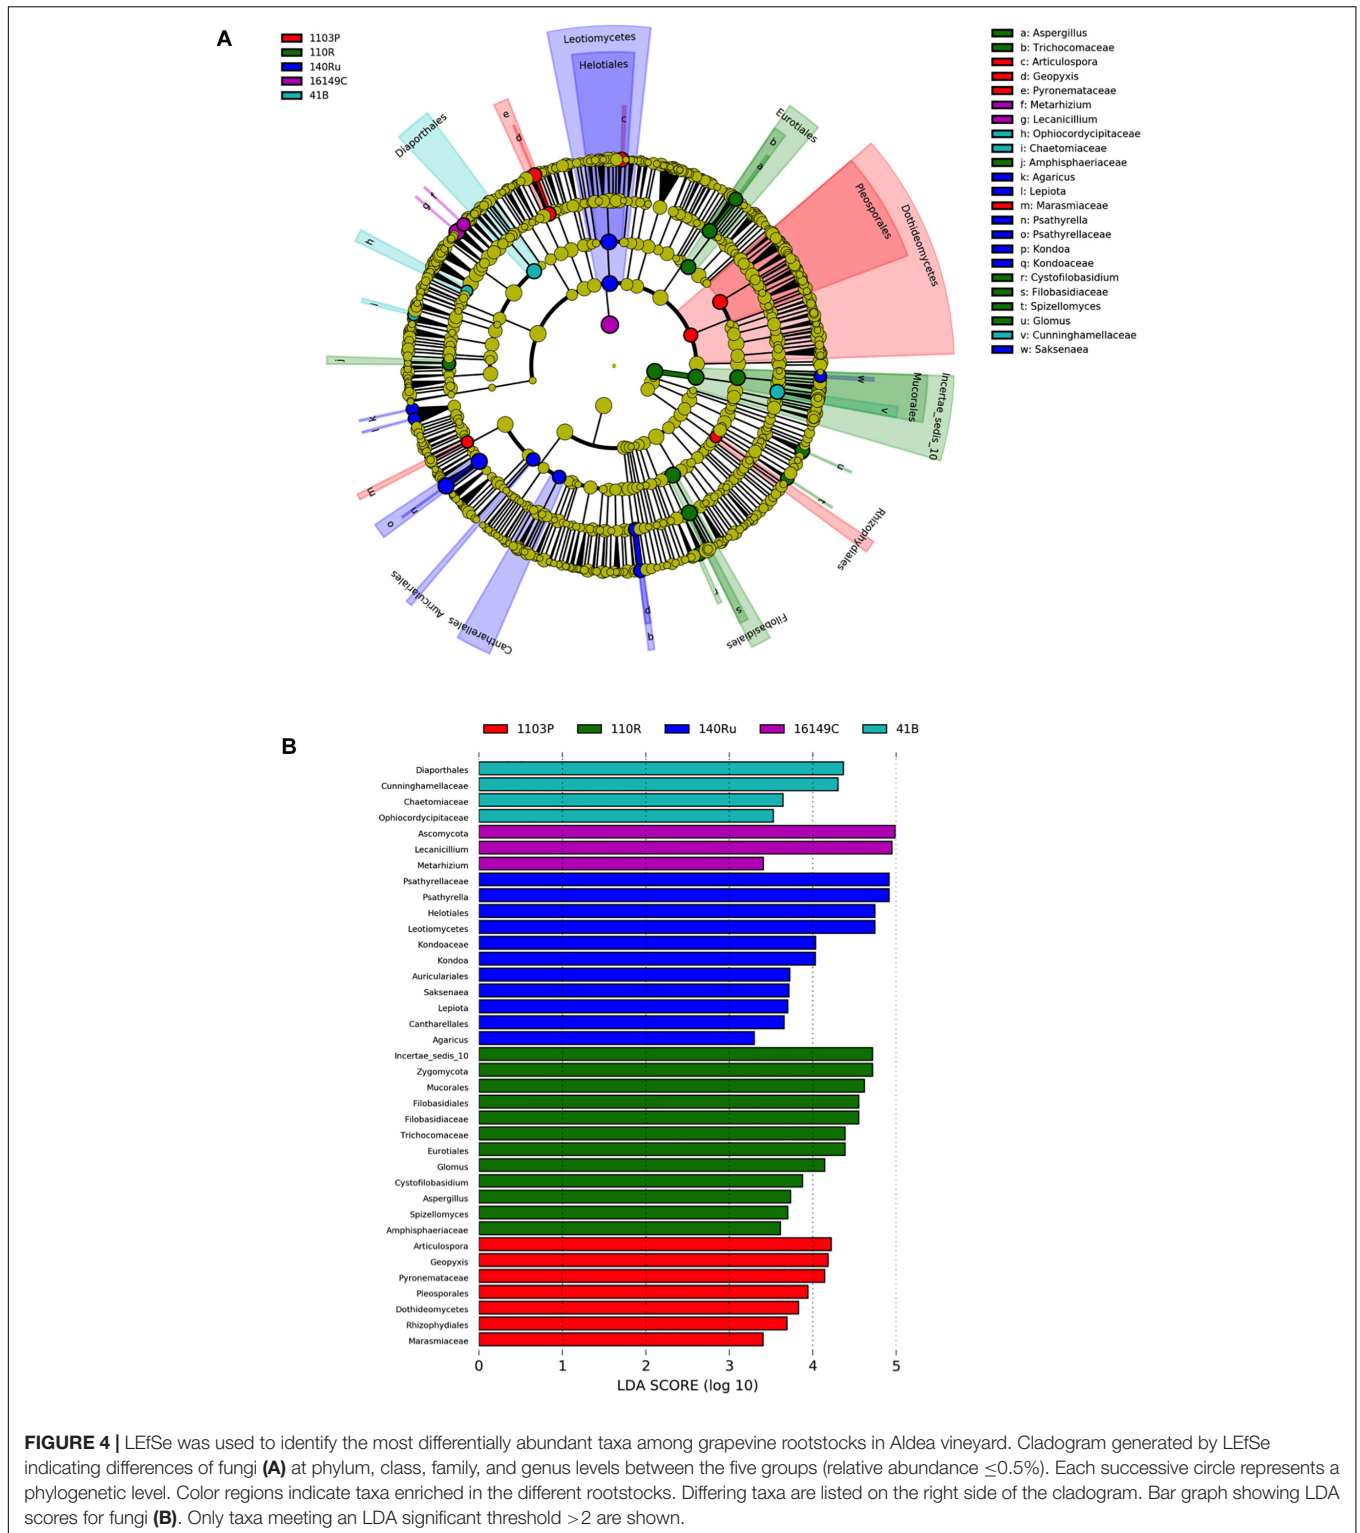 A
1103P
110R
140Ru
16149C
41B
Leotiomycetes
Helotiales
c
Eurotiales
b
a
Pleosporales
Dothideomycetes
Diaporthales
e
d
f
g
h
i
j
k
l
m
o
n
Auriculariales
Cantharellales
p
q
r
s
Filobasidiales
Rhizophydiales
t
u
v
w
Mucorales
Incertae_sedis_10
a: Aspergillus
b: Trichocomaceae
c: Articulospora
d: Geopyxis
e: Pyronemataceae
f: Metarhizium
g: Lecanicillium
h: Ophiocordycipitaceae
i: Chaetomiaceae
j: Amphisphaeriaceae
k: Agaricus
l: Lepiota
m: Marasmiaceae
n: Psathyrella
o: Psathyrellaceae
p: Kondoa
q: Kondoaceae
r: Cystofilobasidium
s: Filobasidiaceae
t: Spizellomyces
u: Glomus
v: Cunninghamellaceae
w: Saksenaea
B
1103P 110R 140Ru 16149C 41B
Diaporthales
Cunninghamellaceae
Chaetomiaceae
Ophiocordycipitaceae
Ascomycota
Lecanicillium
Metarhizium
Psathyrellaceae
Psathyrella
Helotiales
Leotiomycetes
Kondoaceae
Kondoa
Auriculariales
Saksenaea
Lepiota
Cantharellales
Agaricus
Incertae_sedis_10
Zygomycota
Mucorales
Filobasidiales
Filobasidiaceae
Trichocomaceae
Eurotiales
Glomus
Cystofilobasidium
Aspergillus
Spizellomyces
Amphisphaeriaceae
Articulospora
Geopyxis
Pyronemataceae
Pleosporales
Dothideomycetes
Rhizophydiales
Marasmiaceae
0 1 2 3 4 5
LDA SCORE (log 10)
FIGURE 4 | LEfSe was used to identify the most differentially abundant taxa among grapevine rootstocks in Aldea vineyard. Cladogram generated by LEfSe
indicating differences of fungi (A) at phylum, class, family, and genus levels between the five groups (relative abundance ≤0.5%). Each successive circle represents a
phylogenetic level. Color regions indicate taxa enriched in the different rootstocks. Differing taxa are listed on the right side of the cladogram. Bar graph showing LDA
scores for fungi (B). Only taxa meeting an LDA significant threshold >2 are shown.